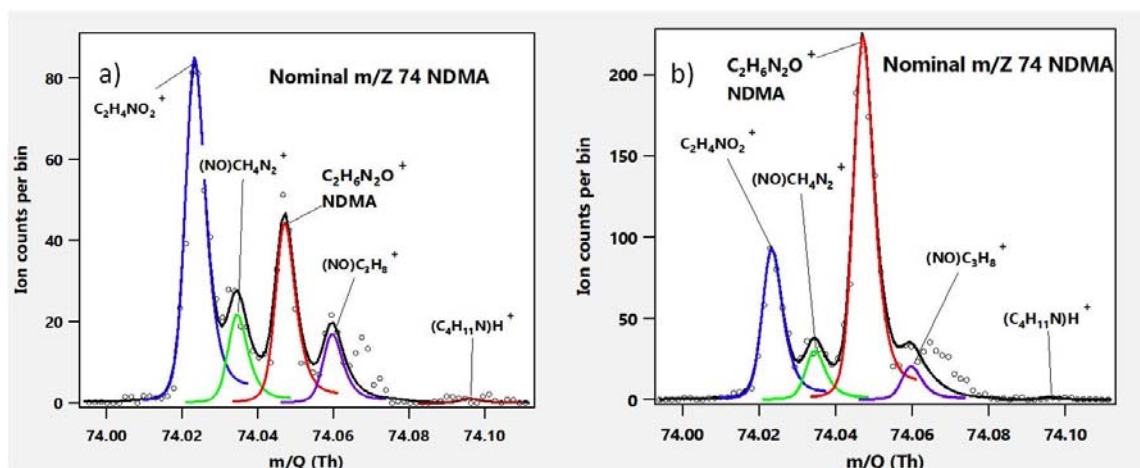 a)
Nominal m/Z 74 NDMA
C₂H₄NO₂⁺
(NO)CH₄N₂⁺
C₂H₆N₂O⁺
NDMA
(NO)C₃H₈⁺
(C₄H₁₁N)H⁺
Ion counts per bin
80
60
40
20
0
74.00
74.02
74.04
74.06
74.08
74.10
m/Q (Th)
b)
C₂H₆N₂O⁺
NDMA
Nominal m/Z 74 NDMA
C₂H₄NO₂⁺
(NO)CH₄N₂⁺
(NO)C₃H₈⁺
(C₄H₁₁N)H⁺
Ion counts per bin
200
150
100
50
0
74.00
74.02
74.04
74.06
74.08
74.10
m/Q (Th)